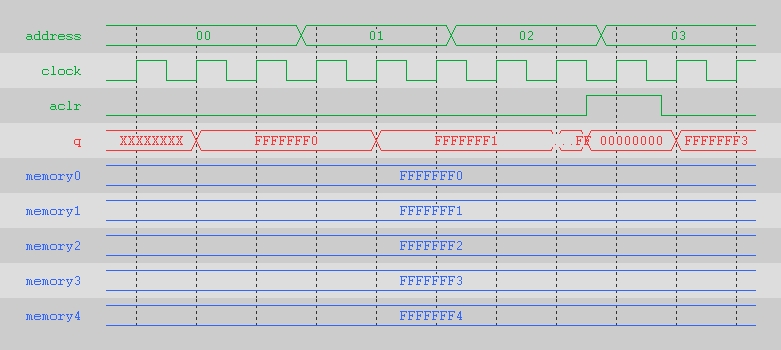 address 00 01 02 03
clock
aclr
q XXXXXXXX FFFFFFF0 FFFFFFF1 ...FF 00000000 FFFFFFF3
memory0 FFFFFFF0
memory1 FFFFFFF1
memory2 FFFFFFF2
memory3 FFFFFFF3
memory4 FFFFFFF4